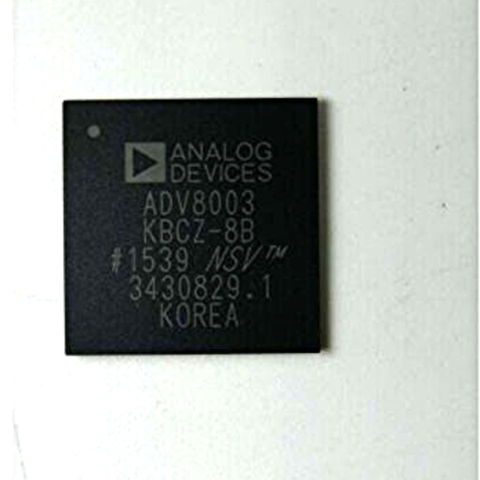 ANALOG
DEVICES
ADV8003
KBCZ-8B
#1539 NSV™
3430829.1
KOREA